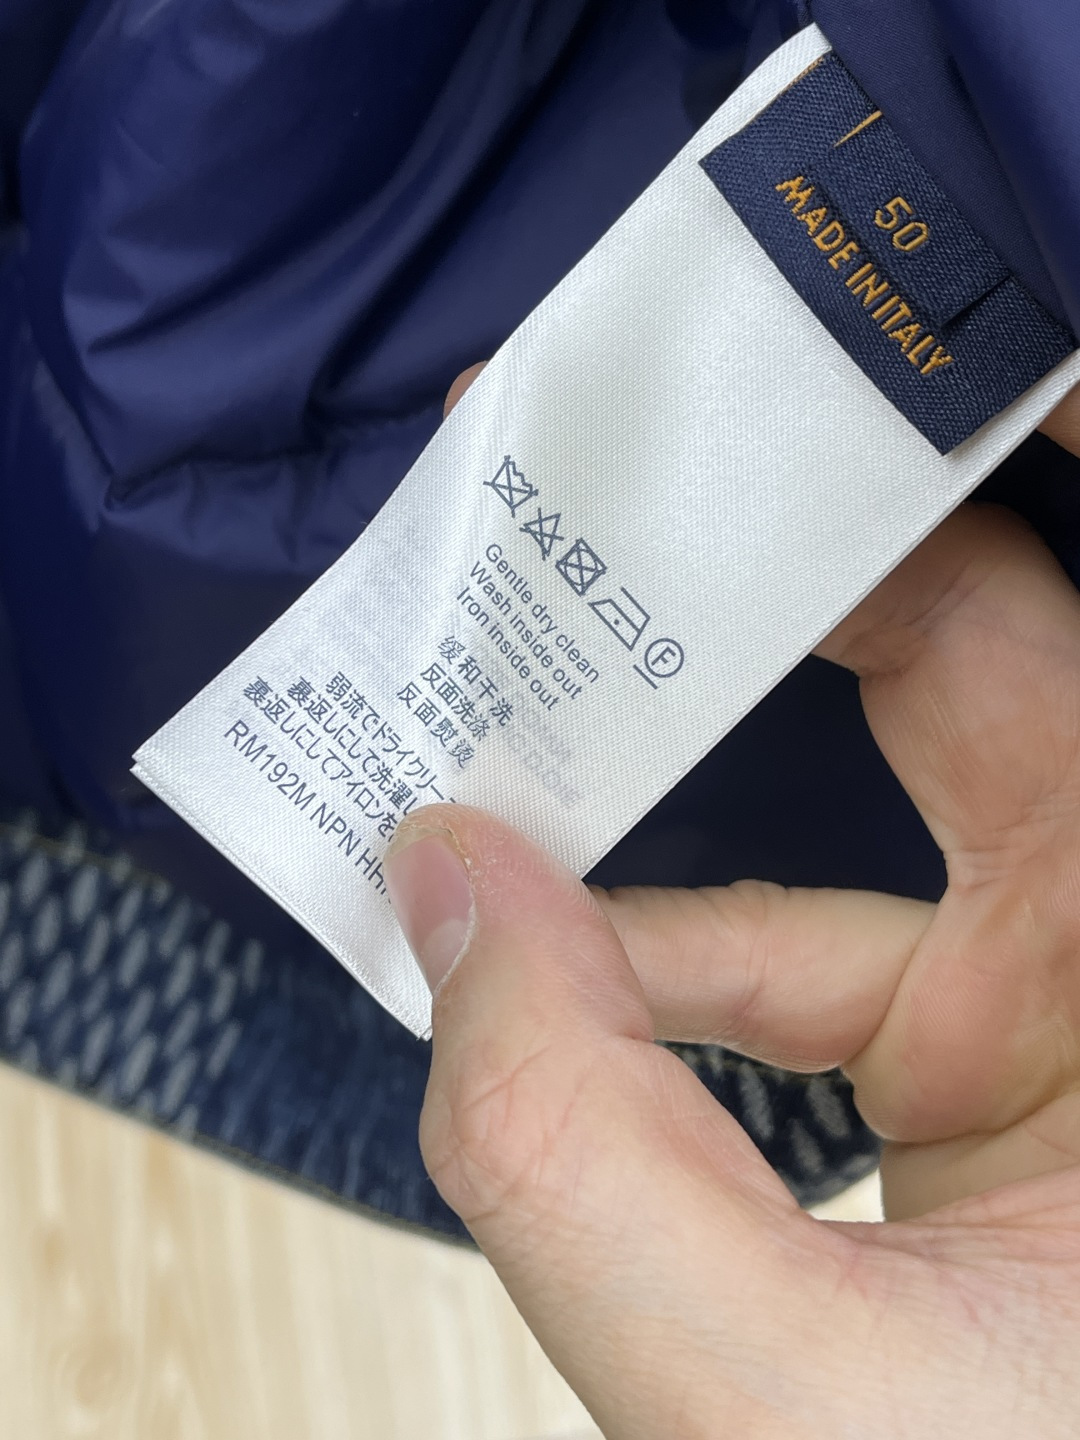 50
MADE IN ITALY
F
Gentle dry clean
Wash inside out
Iron inside out
缓和干洗
反面洗涤
反面熨烫
弱流でドライクリー
裏返しにして洗濯し
裏返しにしてアイロンを
RM192M NPN